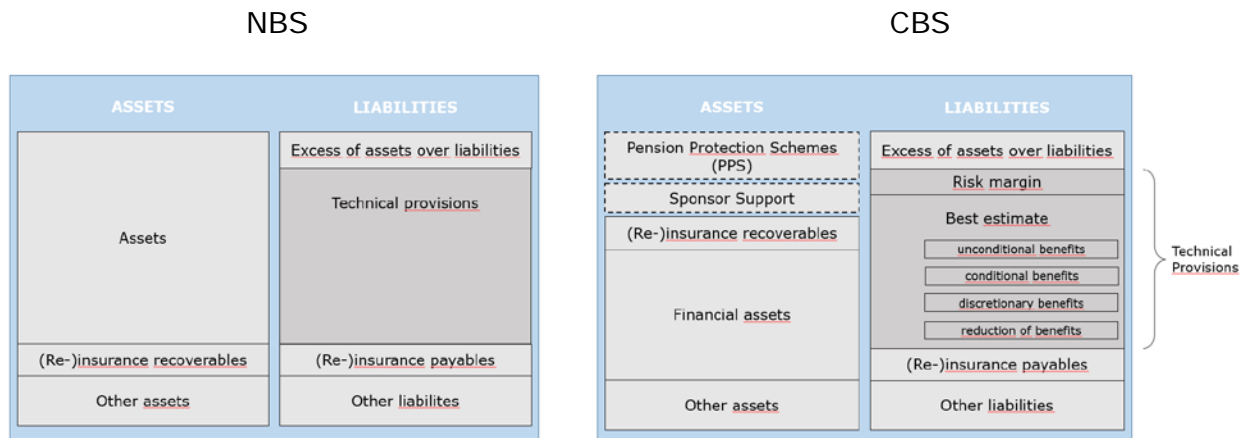 NBS
CBS
ASSETS
LIABILITIES
Excess of assets over liabilities
Technical provisions
Assets
(Re-)insurance recoverables
(Re-)insurance payables
Other assets
Other liabilites
ASSETS
LIABILITIES
Pension Protection Schemes
(PPS)
Sponsor Support
(Re-)insurance recoverables
Financial assets
Other assets
Excess of assets over liabilities
Risk margin
Best estimate
unconditional benefits
conditional benefits
discretionary benefits
reduction of benefits
(Re-)insurance payables
Other liabilities
Technical
Provisions